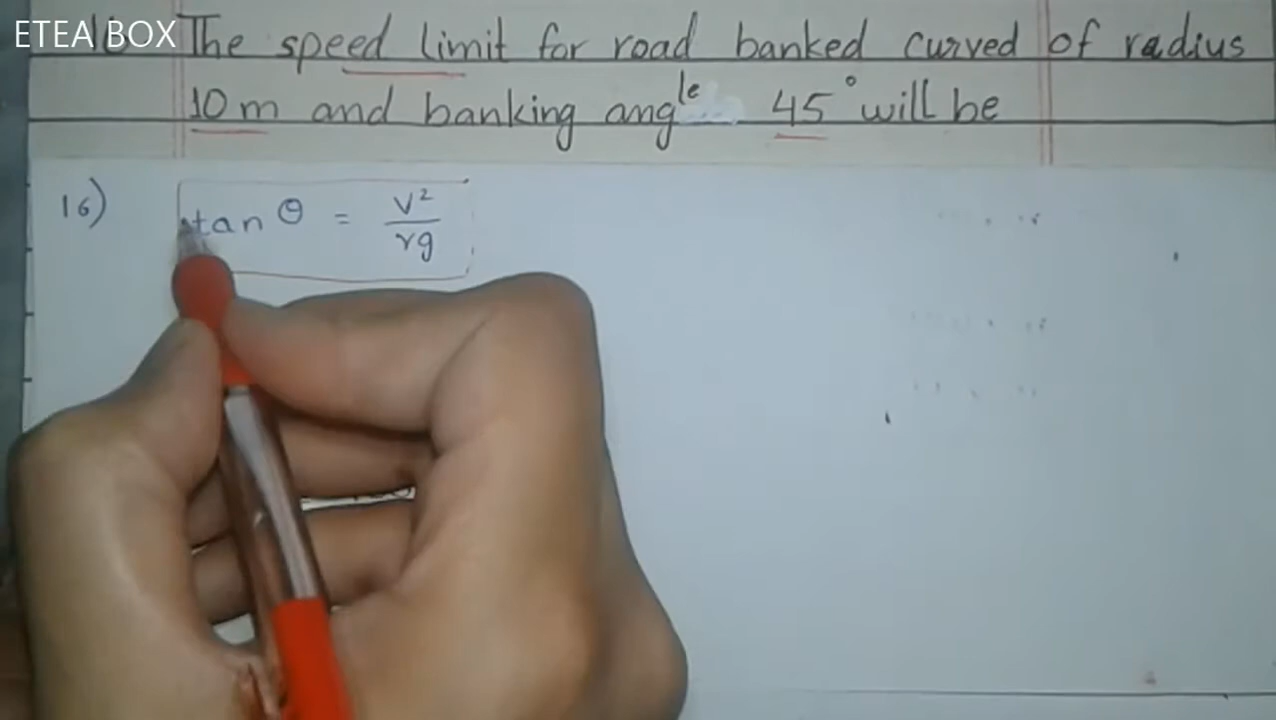 ETEA BOX
The speed limit for road banked curved of radius
10 m and banking angle 45° will be
16) tan θ = v²/rg